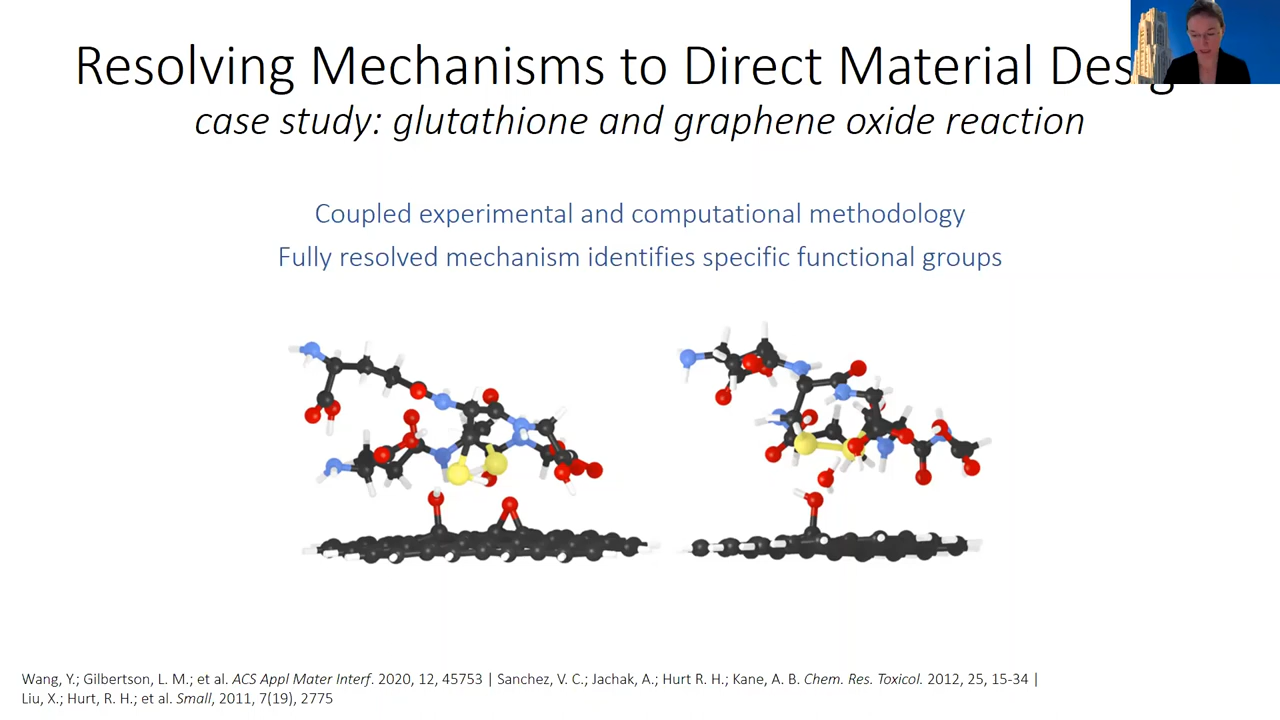 Resolving Mechanisms to Direct Material Desig
case study: glutathione and graphene oxide reaction
Coupled experimental and computational methodology
Fully resolved mechanism identifies specific functional groups
Wang, Y.; Gilbertson, L. M.; et al. ACS Appl Mater Interf. 2020, 12, 45753 | Sanchez, V. C.; Jachak, A.; Hurt R. H.; Kane, A. B. Chem. Res. Toxicol. 2012, 25, 15-34 |
Liu, X.; Hurt, R. H.; et al. Small, 2011, 7(19), 2775